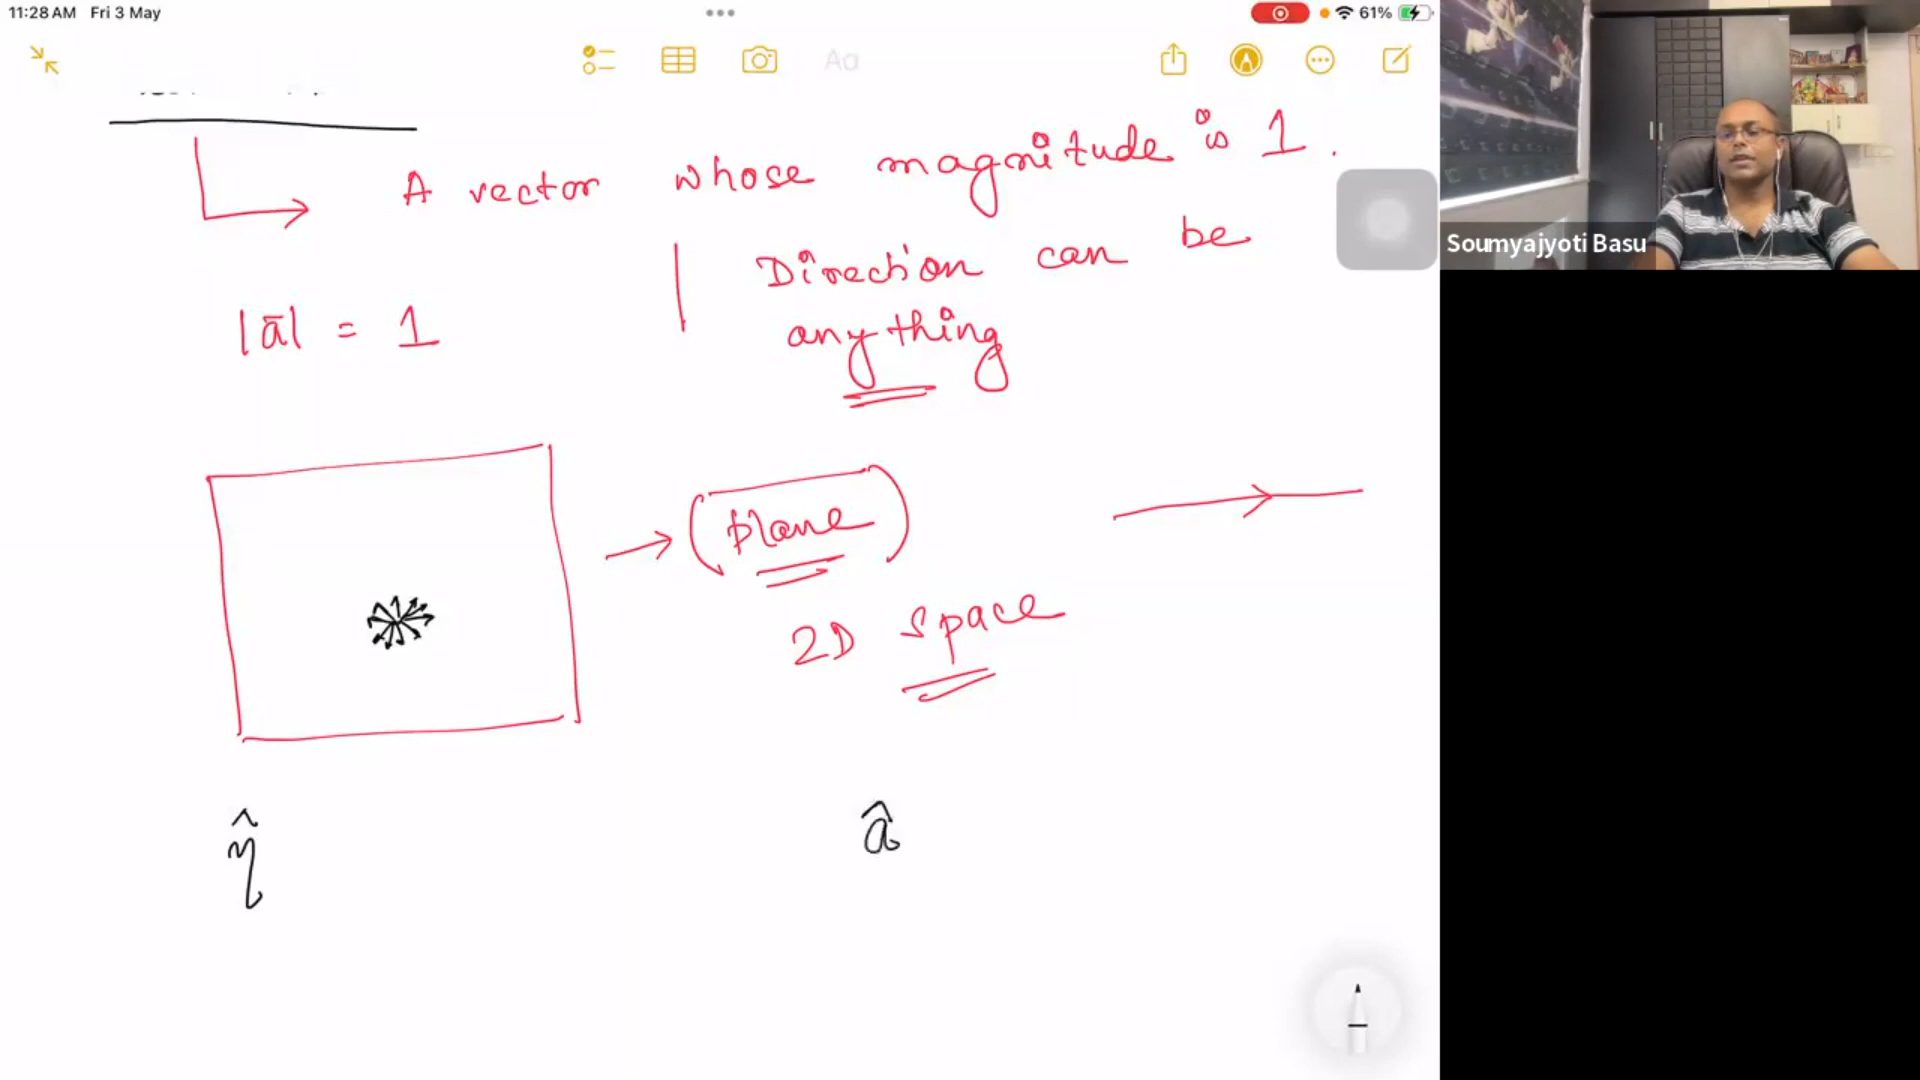 11:28 AM Fri 3 May
61%
Aa
A vector whose magnitude is 1.
Direction can be
anything
|ā| = 1
Soumyajyoti Basu
(plane)
2D space
η̂
â